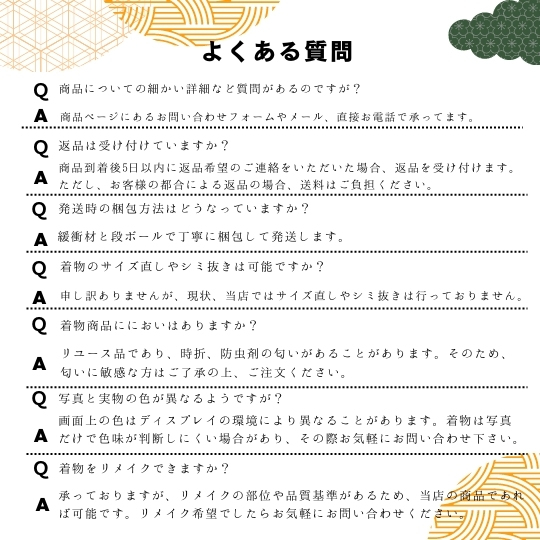 よくある質問
Q 商品についての細かい詳細など質問があるのですが？
A 商品ページにあるお問い合わせフォームやメール、直接お電話で承ってます。
Q 返品は受け付けていますか？
A 商品到着後5日以内に返品希望のご連絡をいただいた場合、返品を受け付けます。
ただし、お客様の都合による返品の場合、送料はご負担ください。
Q 発送時の梱包方法はどうなっていますか？
A 緩衝材と段ボールで丁寧に梱包して発送します。
Q 着物のサイズ直しやシミ抜きは可能ですか？
A 申し訳ありませんが、現状、当店ではサイズ直しやシミ抜きは行っておりません。
Q 着物商品ににおいはありますか？
A リユース品であり、時折、防虫剤の匂いがあることがあります。そのため、
匂いに敏感な方はご了承の上、ご注文ください。
Q 写真と実物の色が異なるようですが？
A 画面上の色はディスプレイの環境により異なることがあります。着物は写真
だけで色味が判断しにくい場合があり、その際お気軽にお問い合わせ下さい。
Q 着物をリメイクできますか？
A 承っておりますが、リメイクの部位や品質基準があるため、当店の商品であれ
ば可能です。リメイク希望でしたらお気軽にお問い合わせください。